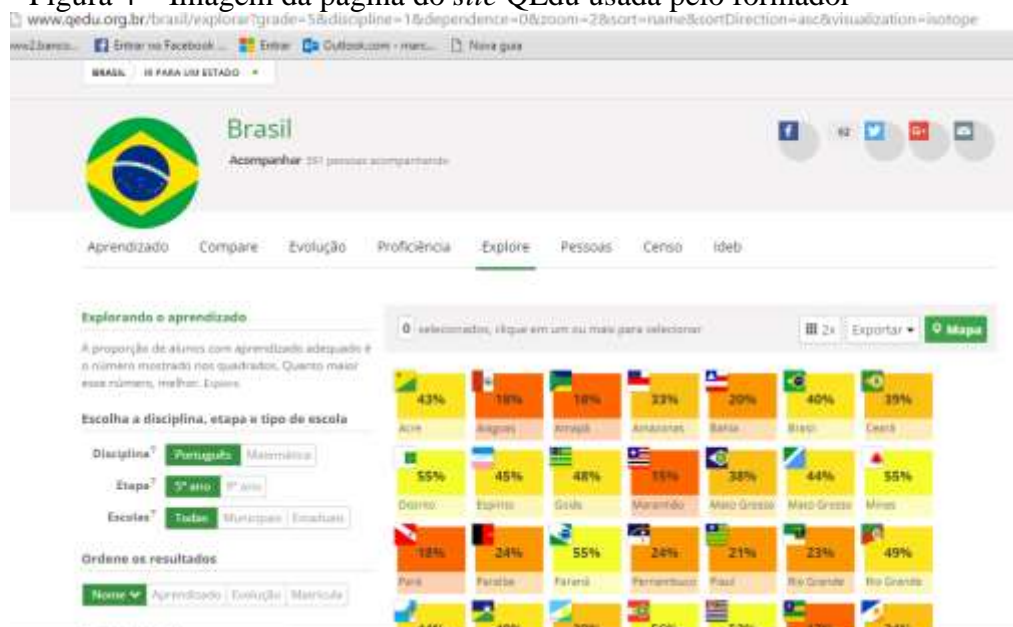 Figura 4 – Imagem da página do site QEdu usada pelo formador
www.qedu.org.br/brasil/explorar?grade=5&discipline=1&dependence=0&zoom=2&sort=name&sortDirection=asc&visualization=isotope
Entrar no Facebook ... Entrar Outlook.com - marc... Nova guia
BRASIL IR PARA UM ESTADO
Brasil
Acompanhar pessoas acompanhando
Aprendizado Compare Evolução Proficiência Explore Pessoas Censo Ideb
Explorando o aprendizado
A proporção de alunos com aprendizado adequado é
o número mostrado nos quadrados. Quanto maior
esse número, melhor.
Escolha a disciplina, etapa e tipo de escola
Disciplina? Português Matemática
Etapa? 5º ano 9º ano
Escolas? Todas Municipais Estaduais
Ordene os resultados
Nome Aprendizado Evolução Matrícula
0 selecionados, clique em um ou mais para selecionar
2x Exportar Mapa
43% 18% 18% 33% 20% 40% 39%
Acre Alagoas Amapá Amazonas Bahia Brasil Ceará
55% 45% 48% 15% 38% 44% 55%
Distrito Espírito Goiás Maranhão Mato Grosso Mato Grosso Minas
18% 24% 55% 24% 21% 23% 49%
Pará Paraíba Paraná Pernambuco Piauí Rio Grande Rio Grande